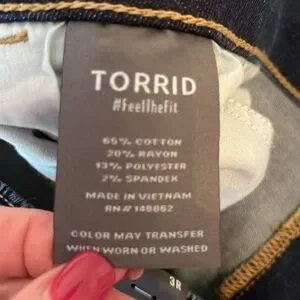 TORRID
#FeelTheFit
65% COTTON
20% RAYON
13% POLYESTER
2% SPANDEX
MADE IN VIETNAM
RN# 148862
COLOR MAY TRANSFER
WHEN WORN OR WASHED
3R